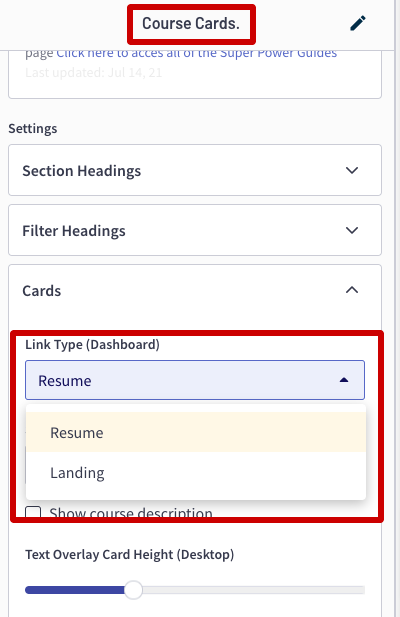 Course Cards.
page Click here to acces all of the Super Power Guides
Last updated: Jul 14, 21
Settings
Section Headings
Filter Headings
Cards
Link Type (Dashboard)
Resume
Resume
Landing
Show course description
Text Overlay Card Height (Desktop)